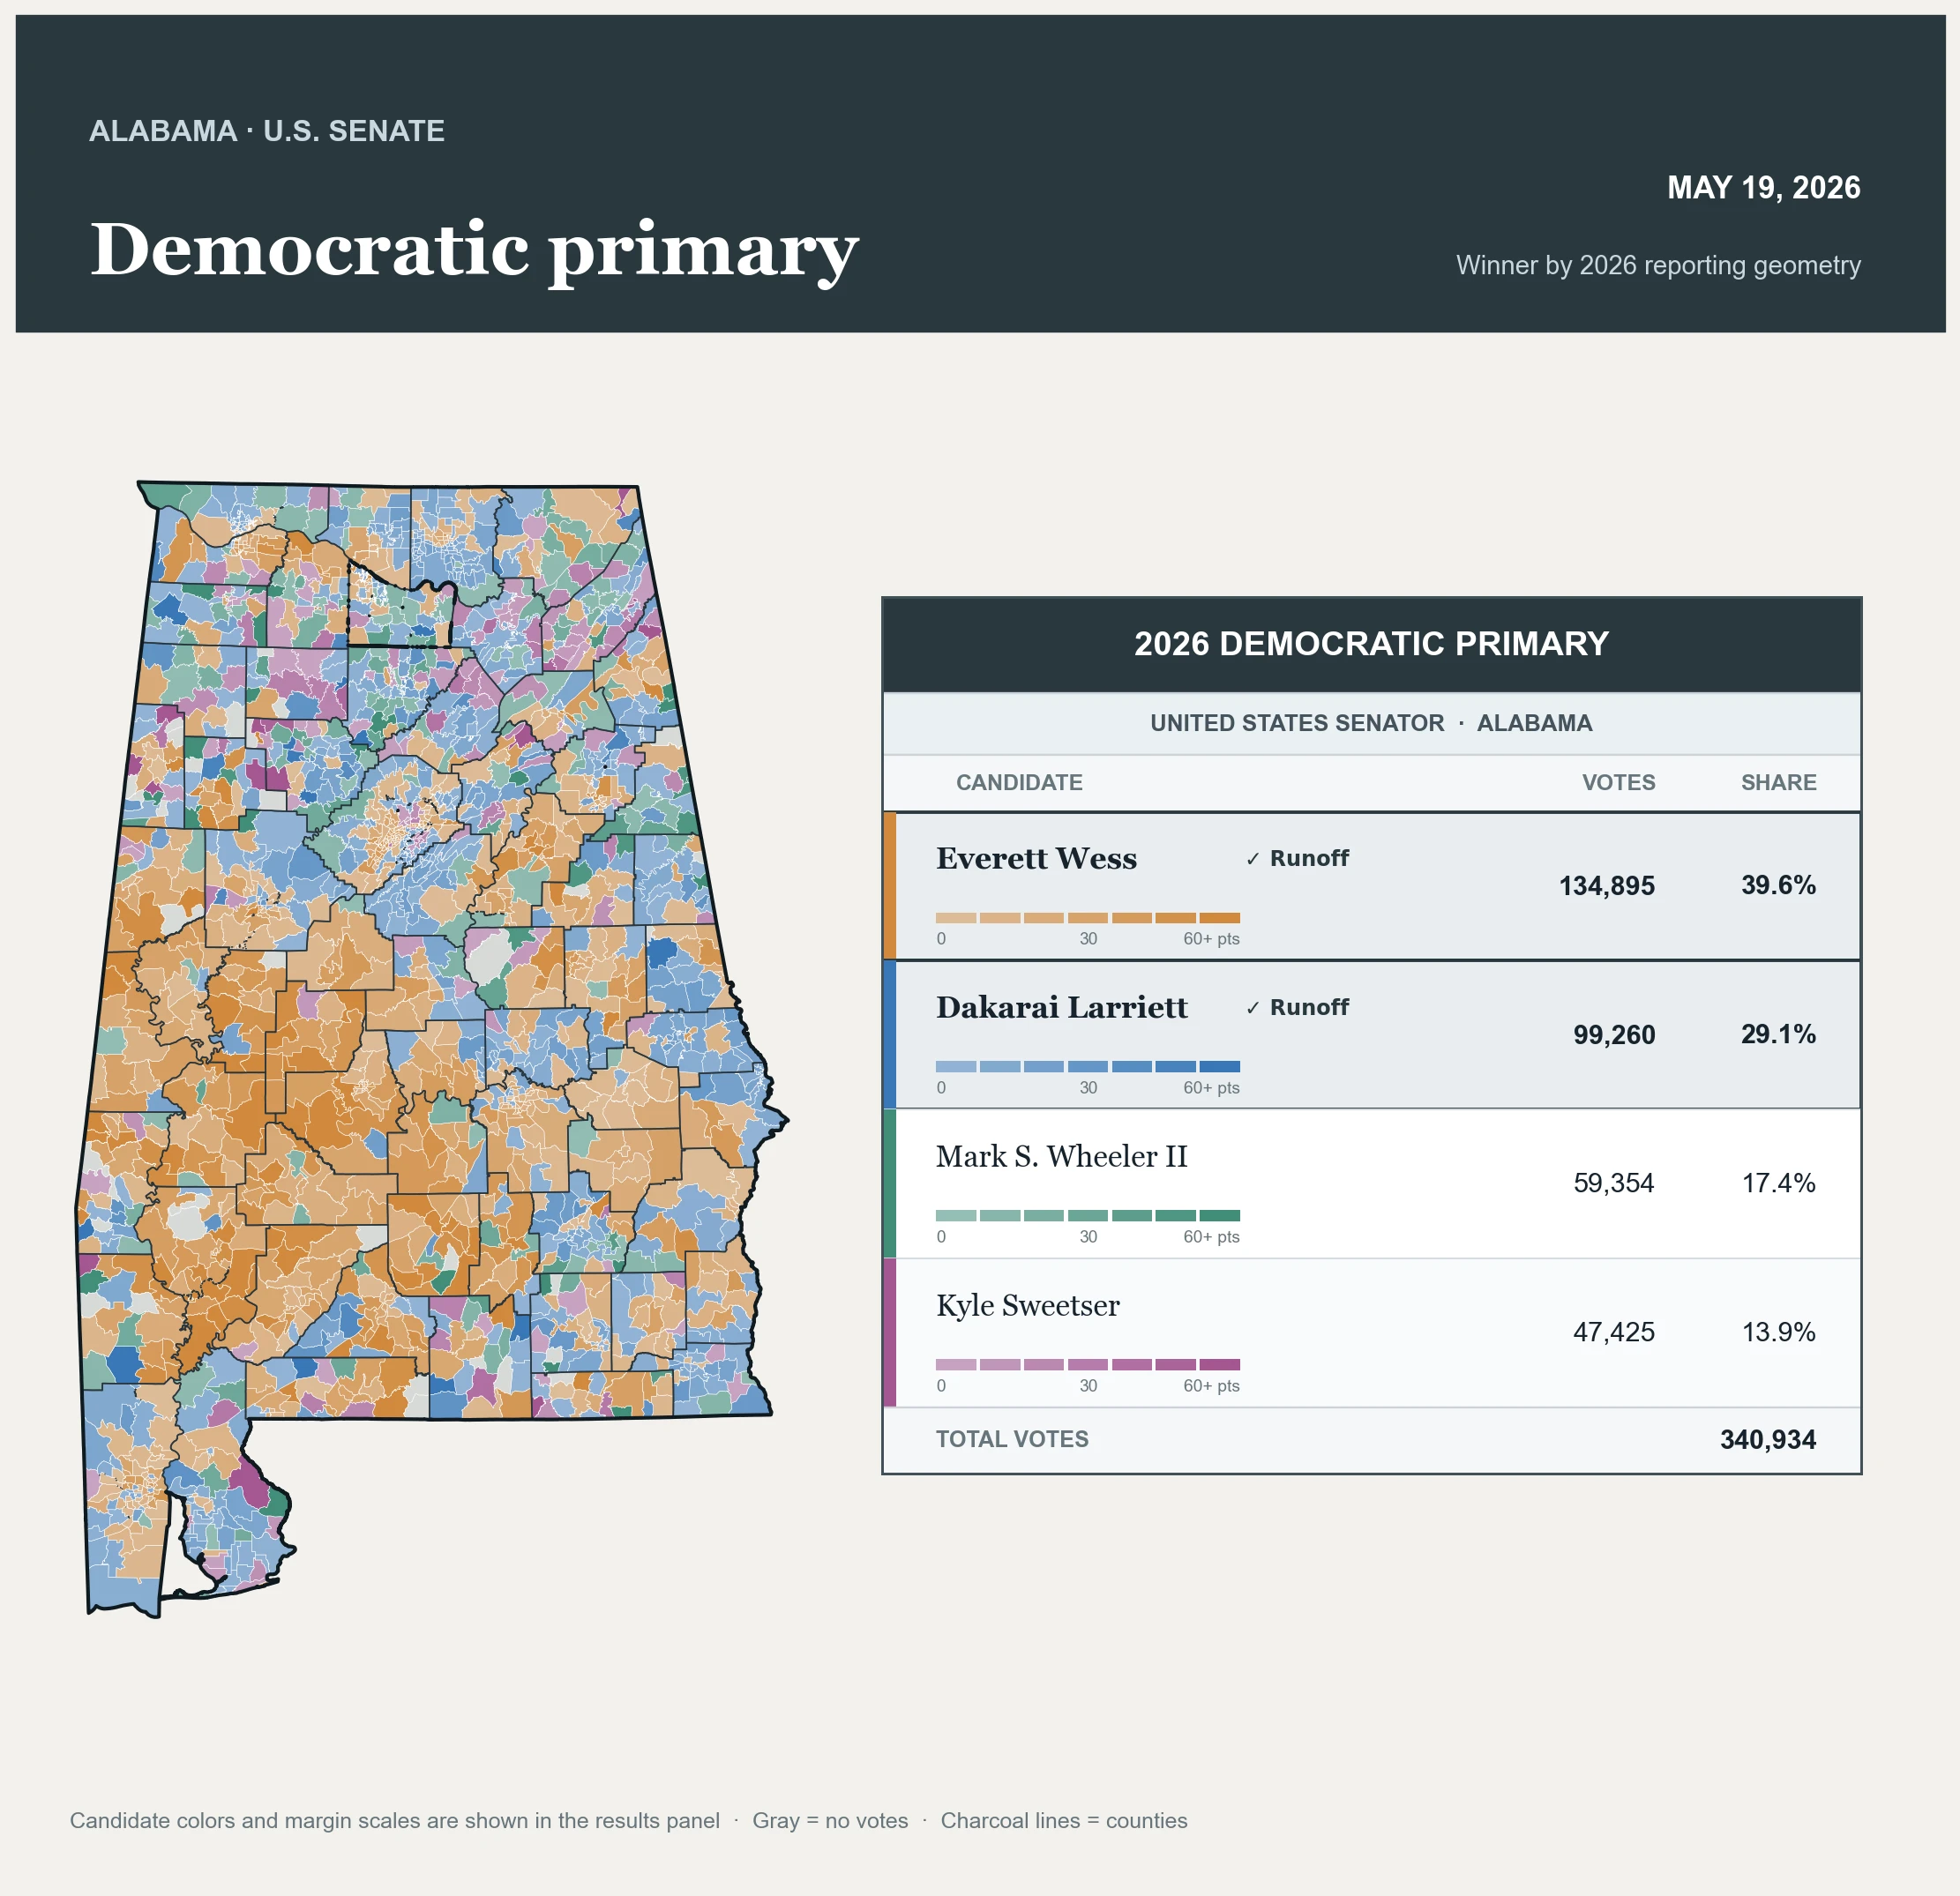 ALABAMA · U.S. SENATE
MAY 19, 2026
Democratic primary
Winner by 2026 reporting geometry
2026 DEMOCRATIC PRIMARY
UNITED STATES SENATOR · ALABAMA
CANDIDATE VOTES SHARE
Everett Wess ✓ Runoff
134,895 39.6%
0 30 60+ pts
Dakarai Larriett ✓ Runoff
99,260 29.1%
0 30 60+ pts
Mark S. Wheeler II
59,354 17.4%
0 30 60+ pts
Kyle Sweetser
47,425 13.9%
0 30 60+ pts
TOTAL VOTES 340,934
Candidate colors and margin scales are shown in the results panel · Gray = no votes · Charcoal lines = counties